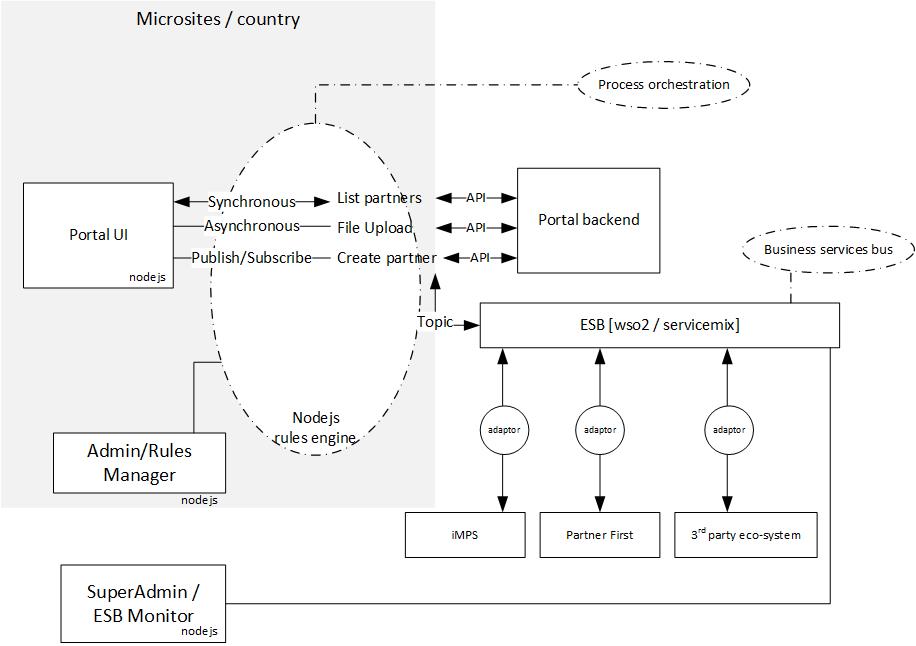 Microsites / country
Process orchestration
Portal UI
nodejs
Synchronous
List partners
API
Asynchronous
File Upload
API
Publish/Subscribe
Create partner
API
Portal backend
Business services bus
Topic
ESB [wso2 / servicemix]
Nodejs
rules engine
adaptor
adaptor
adaptor
Admin/Rules
Manager
nodejs
iMPS
Partner First
3rd party eco-system
SuperAdmin /
ESB Monitor
nodejs